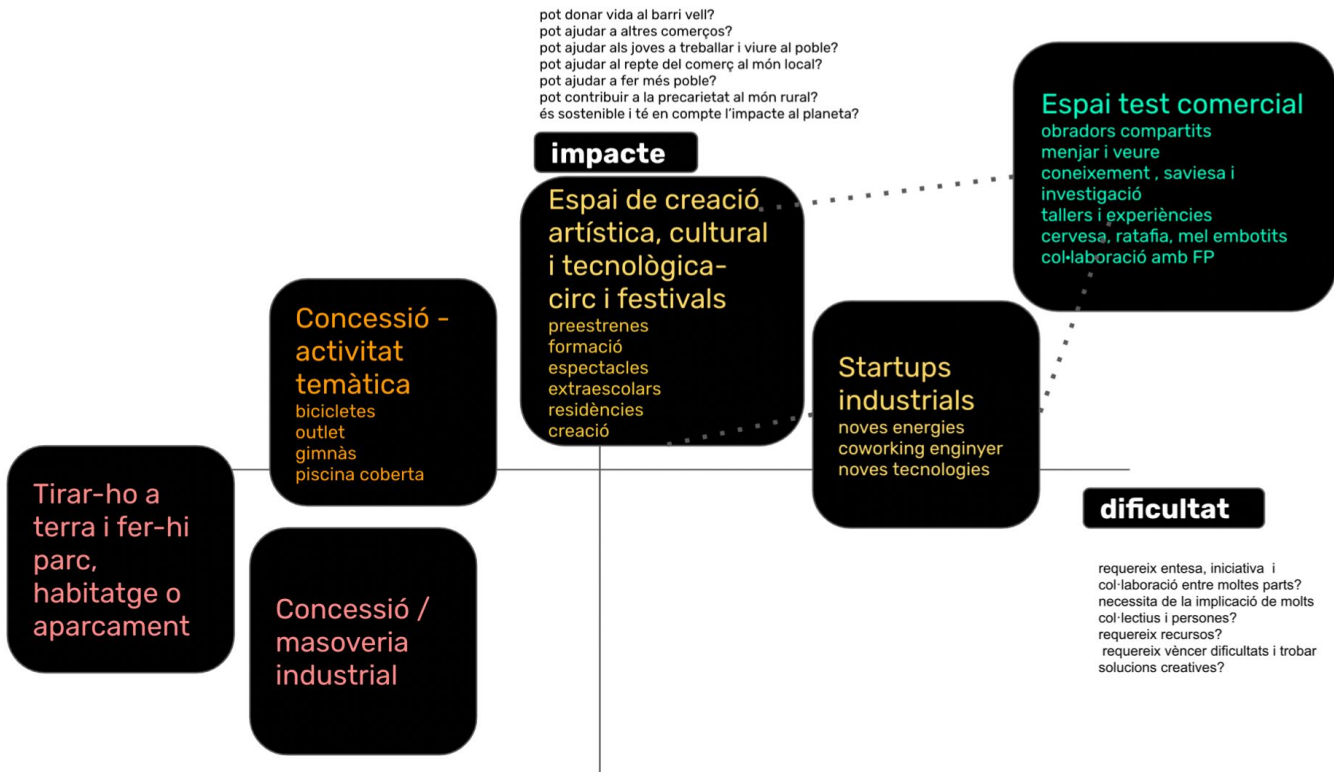 pot donar vida al barri vell?
pot ajudar a altres comerços?
pot ajudar als joves a treballar i viure al poble?
pot ajudar al repte del comerç al món local?
pot ajudar a fer més poble?
pot contribuir a la precarietat al món rural?
és sostenible i té en compte l'impacte al planeta?
impacte
Espai de creació
artística, cultural
i tecnològica-
circ i festivals
preestrenes
formació
espectacles
extraescolars
residències
creació
Espai test comercial
obradors compartits
menjar i veure
coneixement , saviesa i
investigació
tallers i experiències
cervesa, ratafia, mel embotits
col·laboració amb FP
Concessió -
activitat
temàtica
bicicletes
outlet
gimnàs
piscina coberta
Startups
industrials
noves energies
coworking enginyer
noves tecnologies
Tirar-ho a
terra i fer-hi
parc,
habitatge o
aparcament
Concessió /
masoveria
industrial
dificultat
requereix entesa, iniciativa i
col·laboració entre moltes parts?
necessita de la implicació de molts
col·lectius i persones?
requereix recursos?
requereix vèncer dificultats i trobar
solucions creatives?